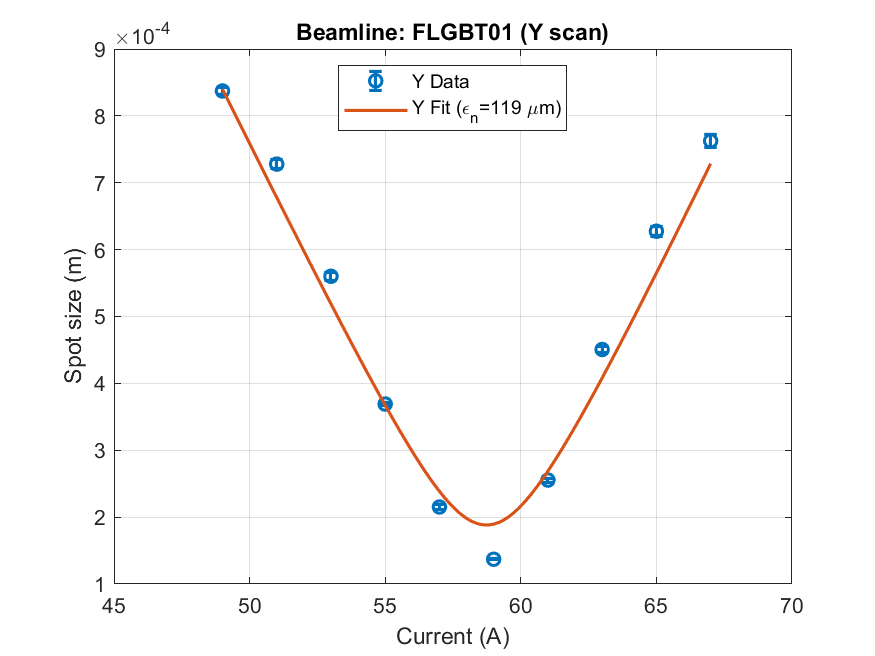 Beamline: FLGBT01 (Y scan)
×10⁻⁴
Y Data
Y Fit (ϵₙ=119 μm)
9
8
7
6
5
4
3
2
1
Spot size (m)
45 50 55 60 65 70
Current (A)